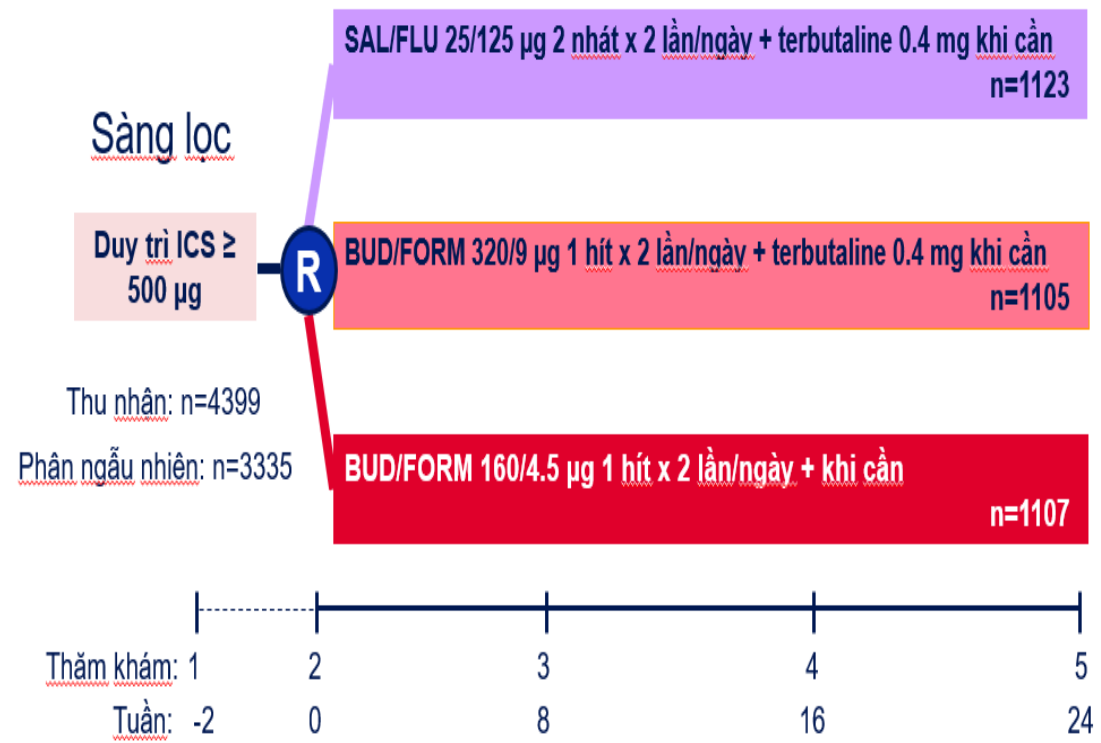 SAL/FLU 25/125 µg 2 nhát x 2 lần/ngày + terbutaline 0.4 mg khi cần
n=1123
Sàng lọc
Duy trì ICS ≥
500 µg
R
BUD/FORM 320/9 µg 1 hít x 2 lần/ngày + terbutaline 0.4 mg khi cần
n=1105
Thu nhận: n=4399
Phân ngẫu nhiên: n=3335
BUD/FORM 160/4.5 µg 1 hít x 2 lần/ngày + khi cần
n=1107
Thăm khám: 1 2 3 4 5
Tuần: -2 0 8 16 24